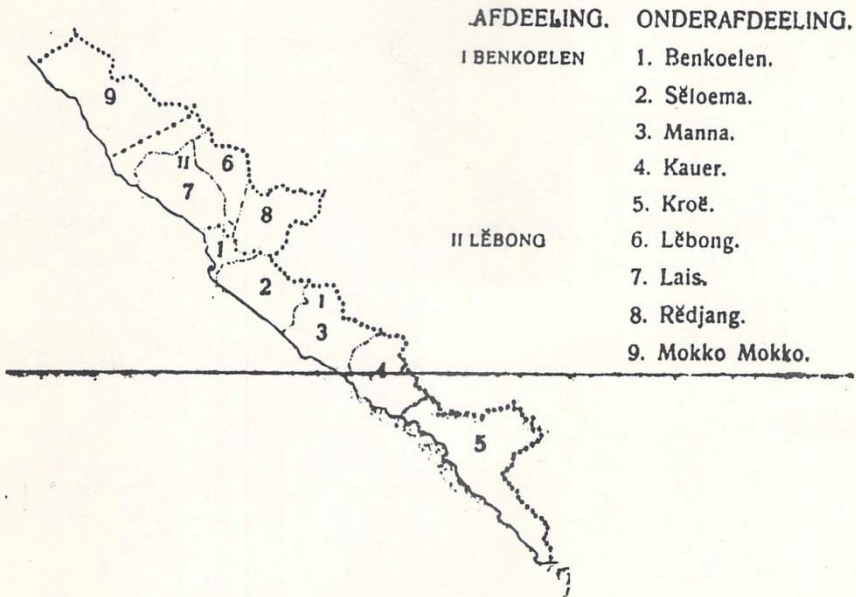 AFDEELING. ONDERAFDEELING.
I BENKOELEN 1. Benkoelen.
2. Sĕloema.
3. Manna.
4. Kauer.
5. Kroë.
II LĔBONG 6. Lĕbong.
7. Lais.
8. Rĕdjang.
9. Mokko Mokko.
9
II
6
7
8
1
2
I
3
4
5